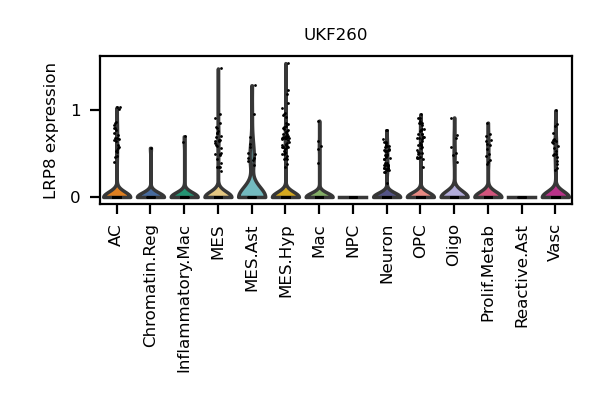 UKF260
LRP8 expression
1
0
AC
Chromatin.Reg
Inflammatory.Mac
MES
MES.Ast
MES.Hyp
Mac
NPC
Neuron
OPC
Oligo
Prolif.Metab
Reactive.Ast
Vasc